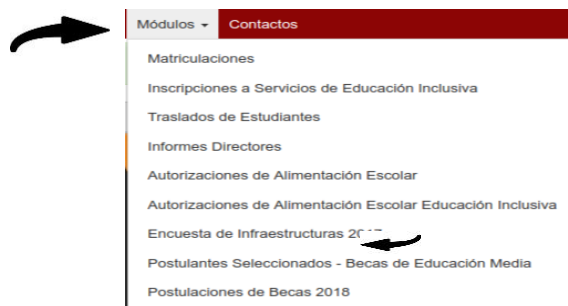 Módulos Contactos
Matriculaciones
Inscripciones a Servicios de Educación Inclusiva
Traslados de Estudiantes
Informes Directores
Autorizaciones de Alimentación Escolar
Autorizaciones de Alimentación Escolar Educación Inclusiva
Encuesta de Infraestructuras
Postulantes Seleccionados - Becas de Educación Media
Postulaciones de Becas 2018